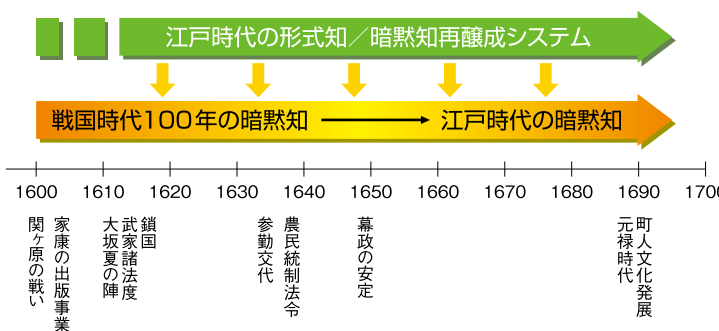 江戸時代の形式知／暗黙知再醸成システム
戦国時代100年の暗黙知
江戸時代の暗黙知
1600 1610 1620 1630 1640 1650 1660 1670 1680 1690 1700
関ヶ原の戦い
家康の出版事業
大坂夏の陣
武家諸法度
鎖国
参勤交代
農民統制法令
幕政の安定
元禄時代
町人文化発展